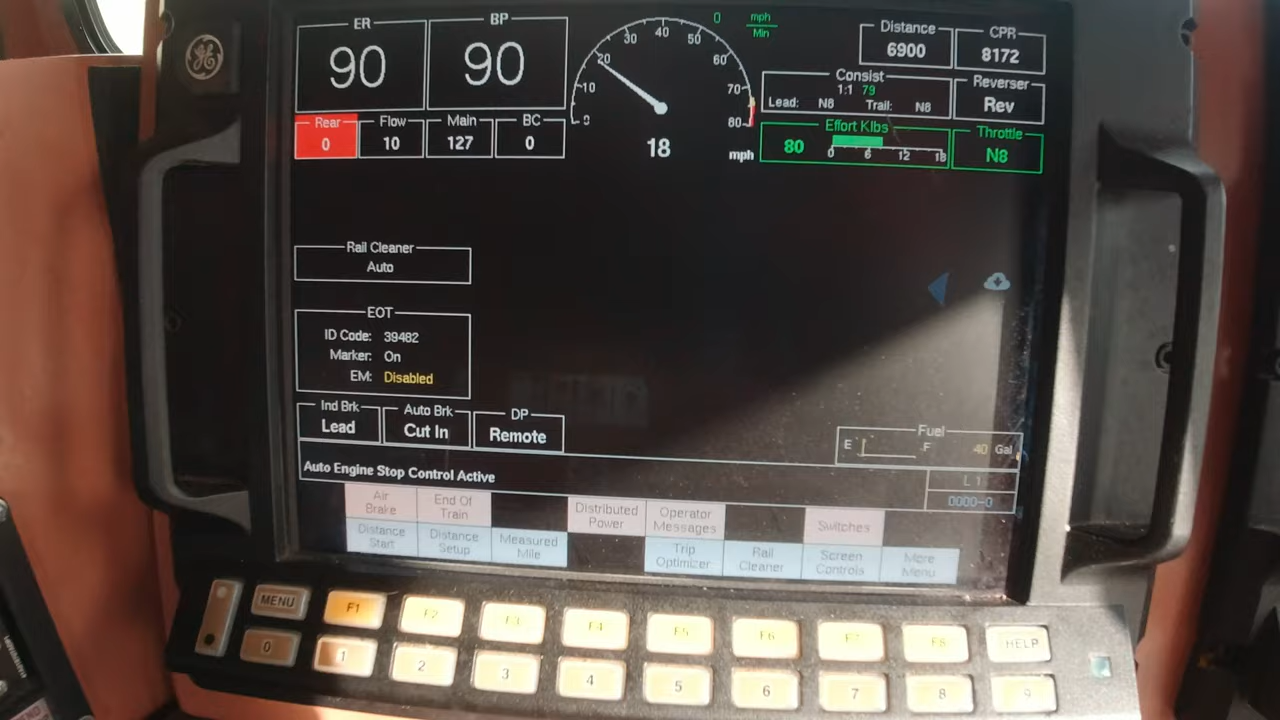 ER
BP
90
90
Rear
Flow
Main
BC
0
10
127
0
0
10
20
30
40
50
60
70
80
18
mph
0
mph
Min
Distance
6900
CPR
8172
Consist
1:1 79
Lead: N8 Trail: N8
Reverser
Rev
Effort Klbs
80
0 6 12 18
Throttle
N8
Rail Cleaner
Auto
EOT
ID Code: 39482
Marker: On
EM: Disabled
Ind Brk
Lead
Auto Brk
Cut In
DP
Remote
Fuel
E F 40 Gal
Auto Engine Stop Control Active
L 1
0000-0
Air
Brake
End Of
Train
Distributed
Power
Operator
Messages
Switches
Distance
Start
Distance
Setup
Measured
Mile
Trip
Optimizer
Rail
Cleaner
Screen
Controls
More
Menu
MENU F1 F2 F3 F4 F5 F6 F7 F8 HELP
0 1 2 3 4 5 6 7 8 9
GE